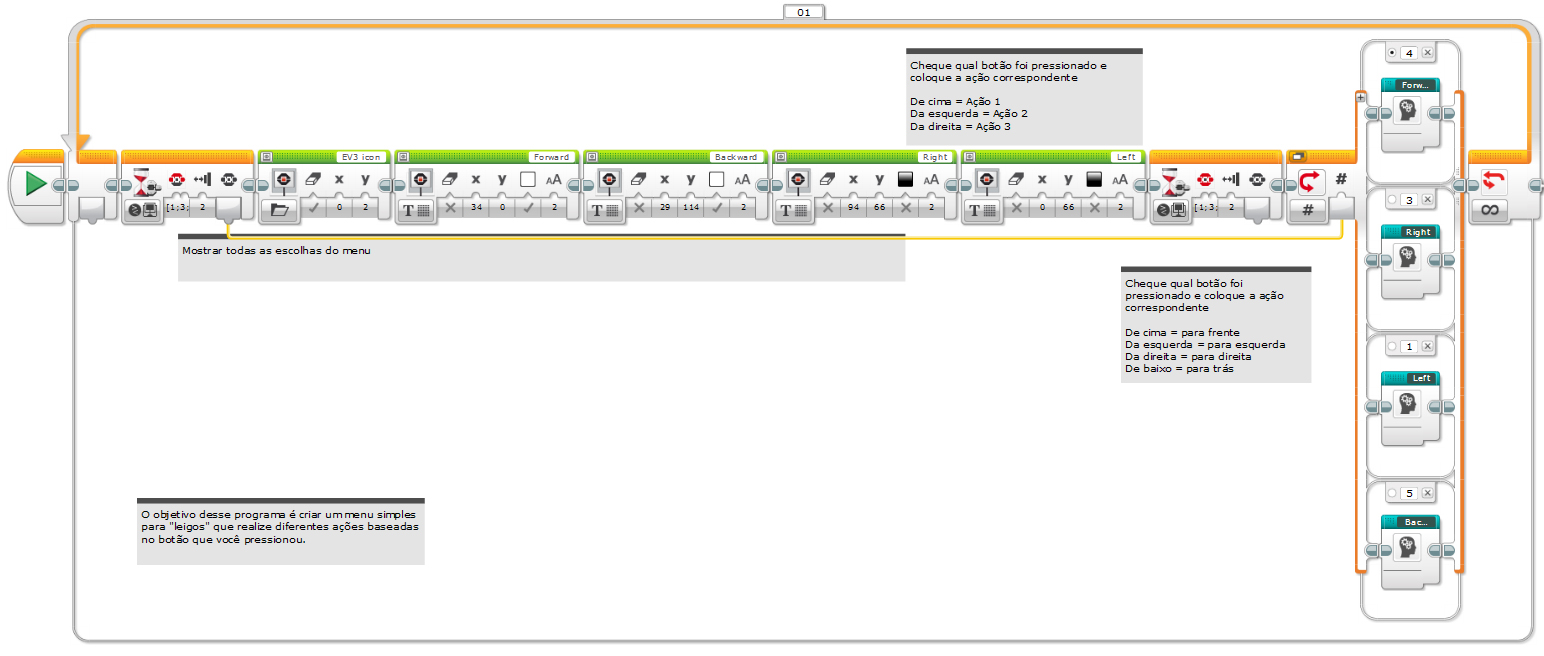 01
Cheque qual botão foi pressionado e
coloque a ação correspondente
De cima = Ação 1
Da esquerda = Ação 2
Da direita = Ação 3
4
Forw...
EV3 icon
Forward
Backward
Right
Left
x y
x y AA
x y AA
x y AA
x y AA
#
[1;3; 2
0 2
T 34 0 2
T 29 114 2
T 94 66 2
T 0 66 2
[1;3; 2
#
∞
3
Right
Mostrar todas as escolhas do menu
Cheque qual botão foi
pressionado e coloque a ação
correspondente
De cima = para frente
Da esquerda = para esquerda
Da direita = para direita
De baixo = para trás
1
Left
5
Bac...
O objetivo desse programa é criar um menu simples
para "leigos" que realize diferentes ações baseadas
no botão que você pressionou.